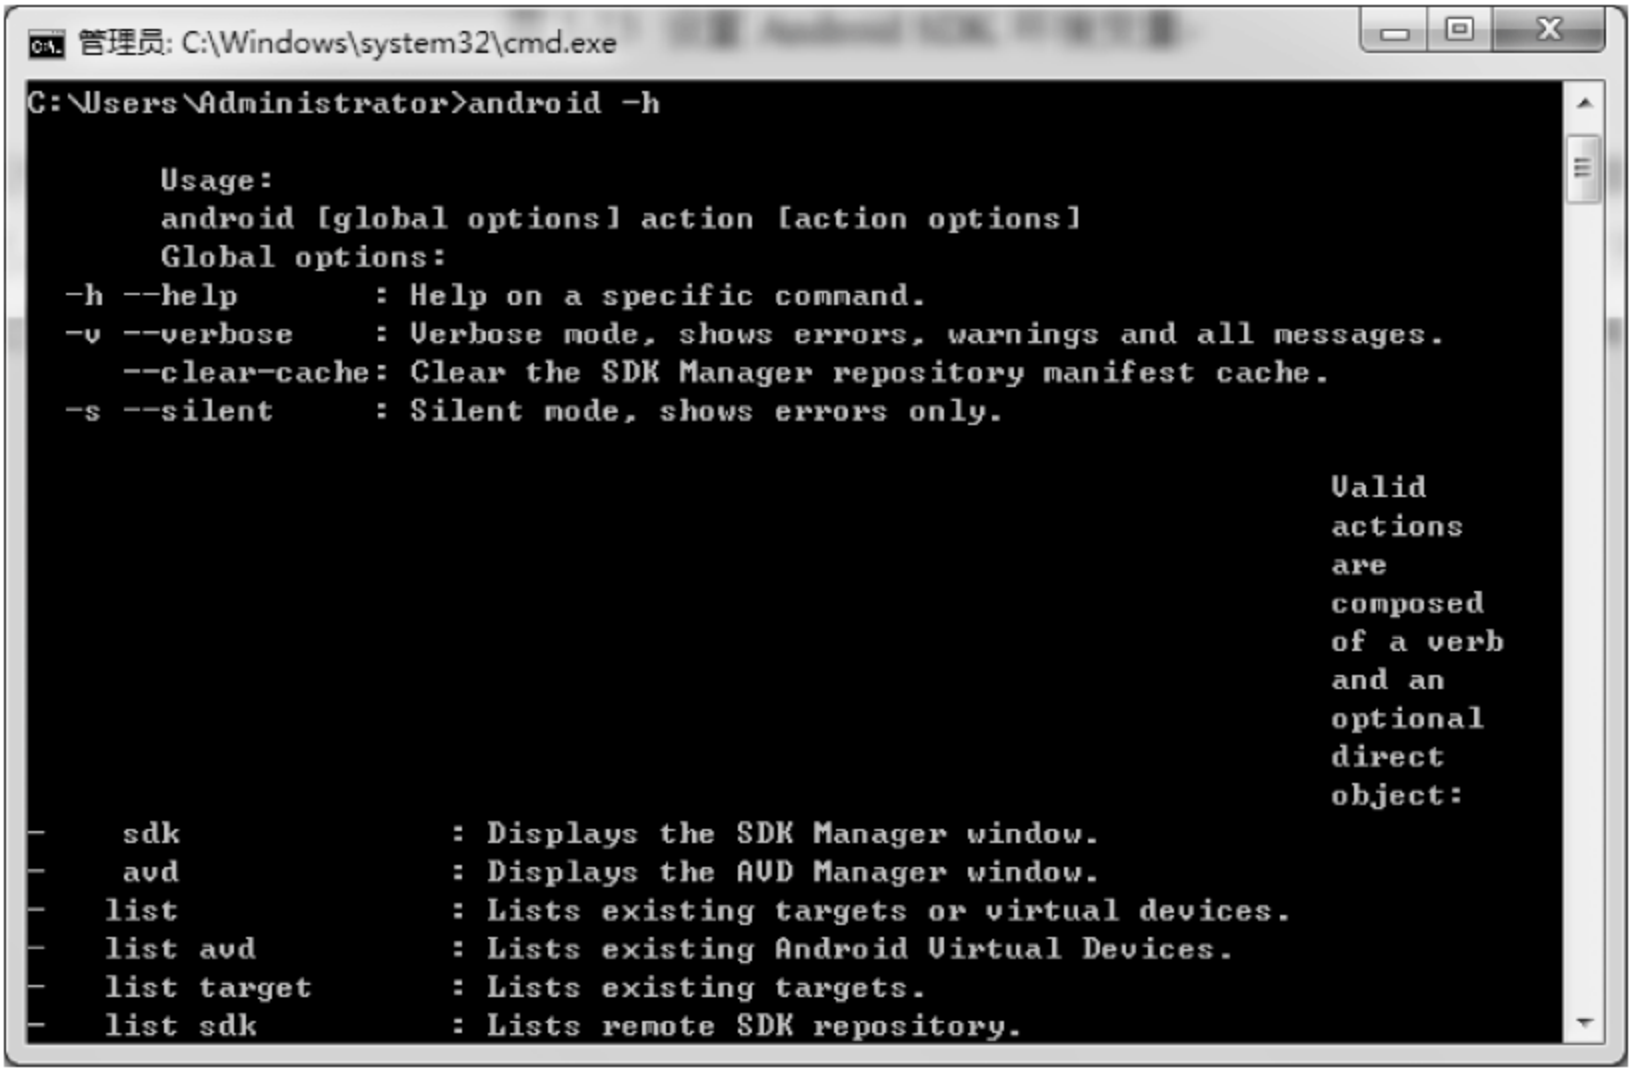 管理员: C:\Windows\system32\cmd.exe
C:\Users\Administrator>android -h
Usage:
android [global options] action [action options]
Global options:
-h --help : Help on a specific command.
-v --verbose : Verbose mode, shows errors, warnings and all messages.
--clear-cache: Clear the SDK Manager repository manifest cache.
-s --silent : Silent mode, shows errors only.
Valid
actions
are
composed
of a verb
and an
optional
direct
object:
- sdk : Displays the SDK Manager window.
- avd : Displays the AVD Manager window.
- list : Lists existing targets or virtual devices.
- list avd : Lists existing Android Virtual Devices.
- list target : Lists existing targets.
- list sdk : Lists remote SDK repository.